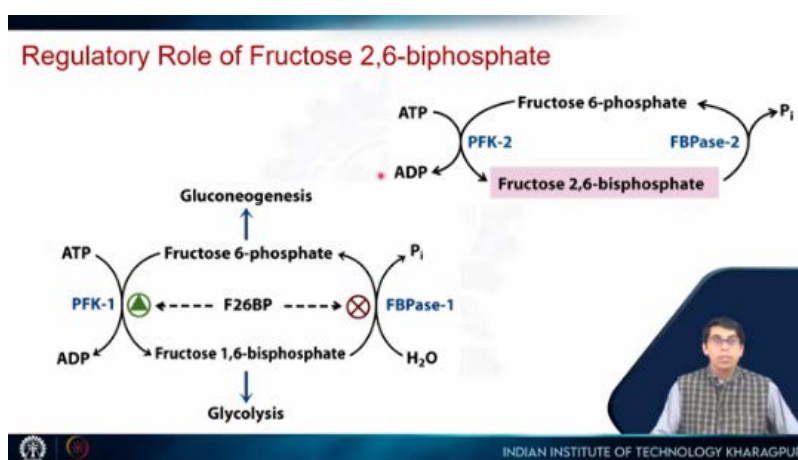 Regulatory Role of Fructose 2,6-biphosphate
ATP
Fructose 6-phosphate
Pi
PFK-2
FBPase-2
ADP
Fructose 2,6-bisphosphate
Gluconeogenesis
ATP
Fructose 6-phosphate
Pi
PFK-1
F26BP
FBPase-1
ADP
Fructose 1,6-bisphosphate
H2O
Glycolysis
INDIAN INSTITUTE OF TECHNOLOGY KHARAGPUR